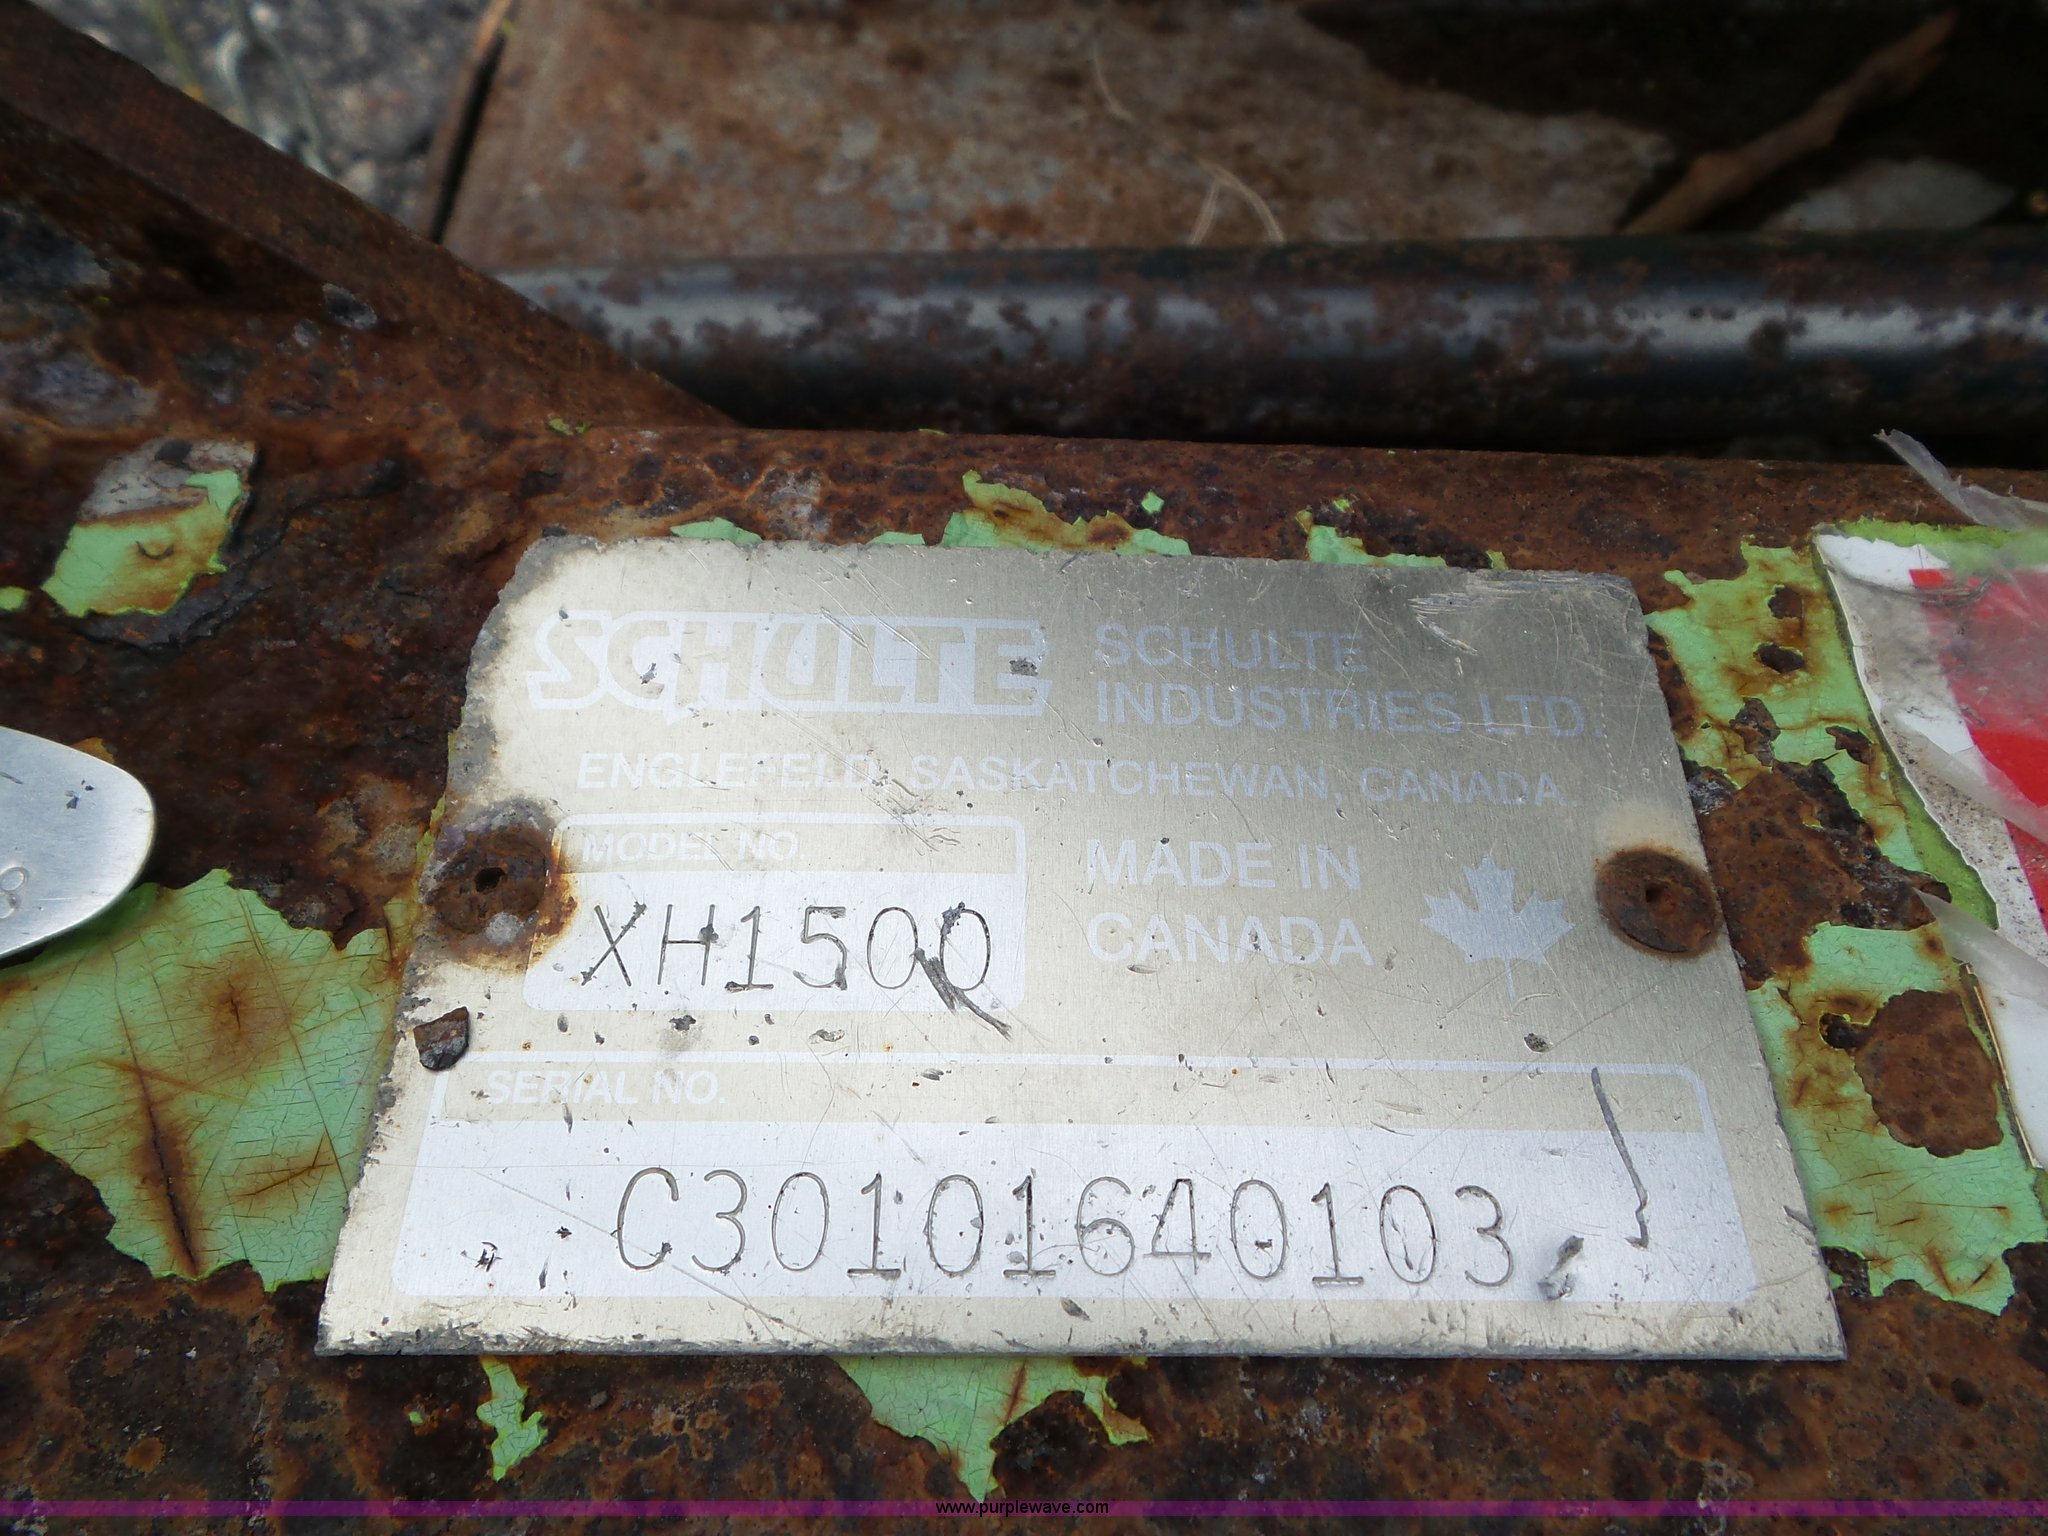 SCHULTE
SCHULTE
INDUSTRIES LTD.
ENGLEFELD, SASKATCHEWAN, CANADA.
MODEL NO
XH1500
MADE IN
CANADA
SERIAL NO.
C30101640103
8
www.purplewave.com